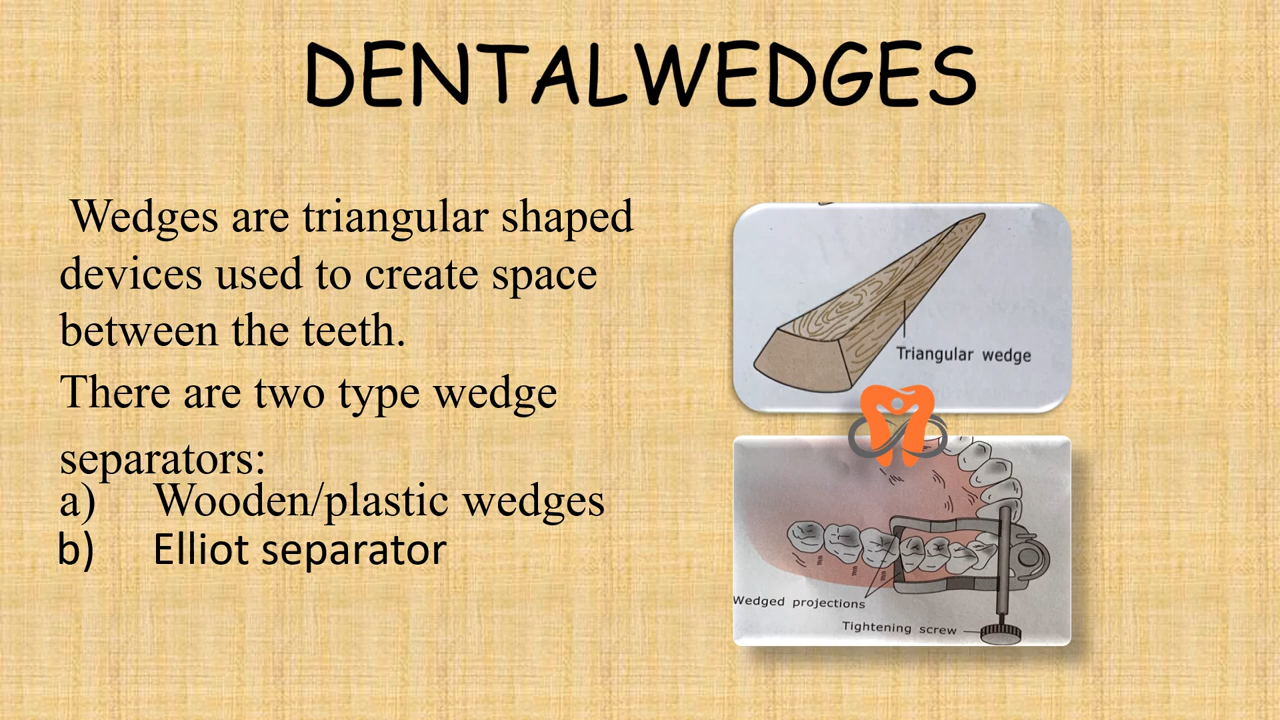 DENTALWEDGES
Wedges are triangular shaped
devices used to create space
between the teeth.
There are two type wedge
separators:
a) Wooden/plastic wedges
b) Elliot separator
Triangular wedge
Wedged projections
Tightening screw